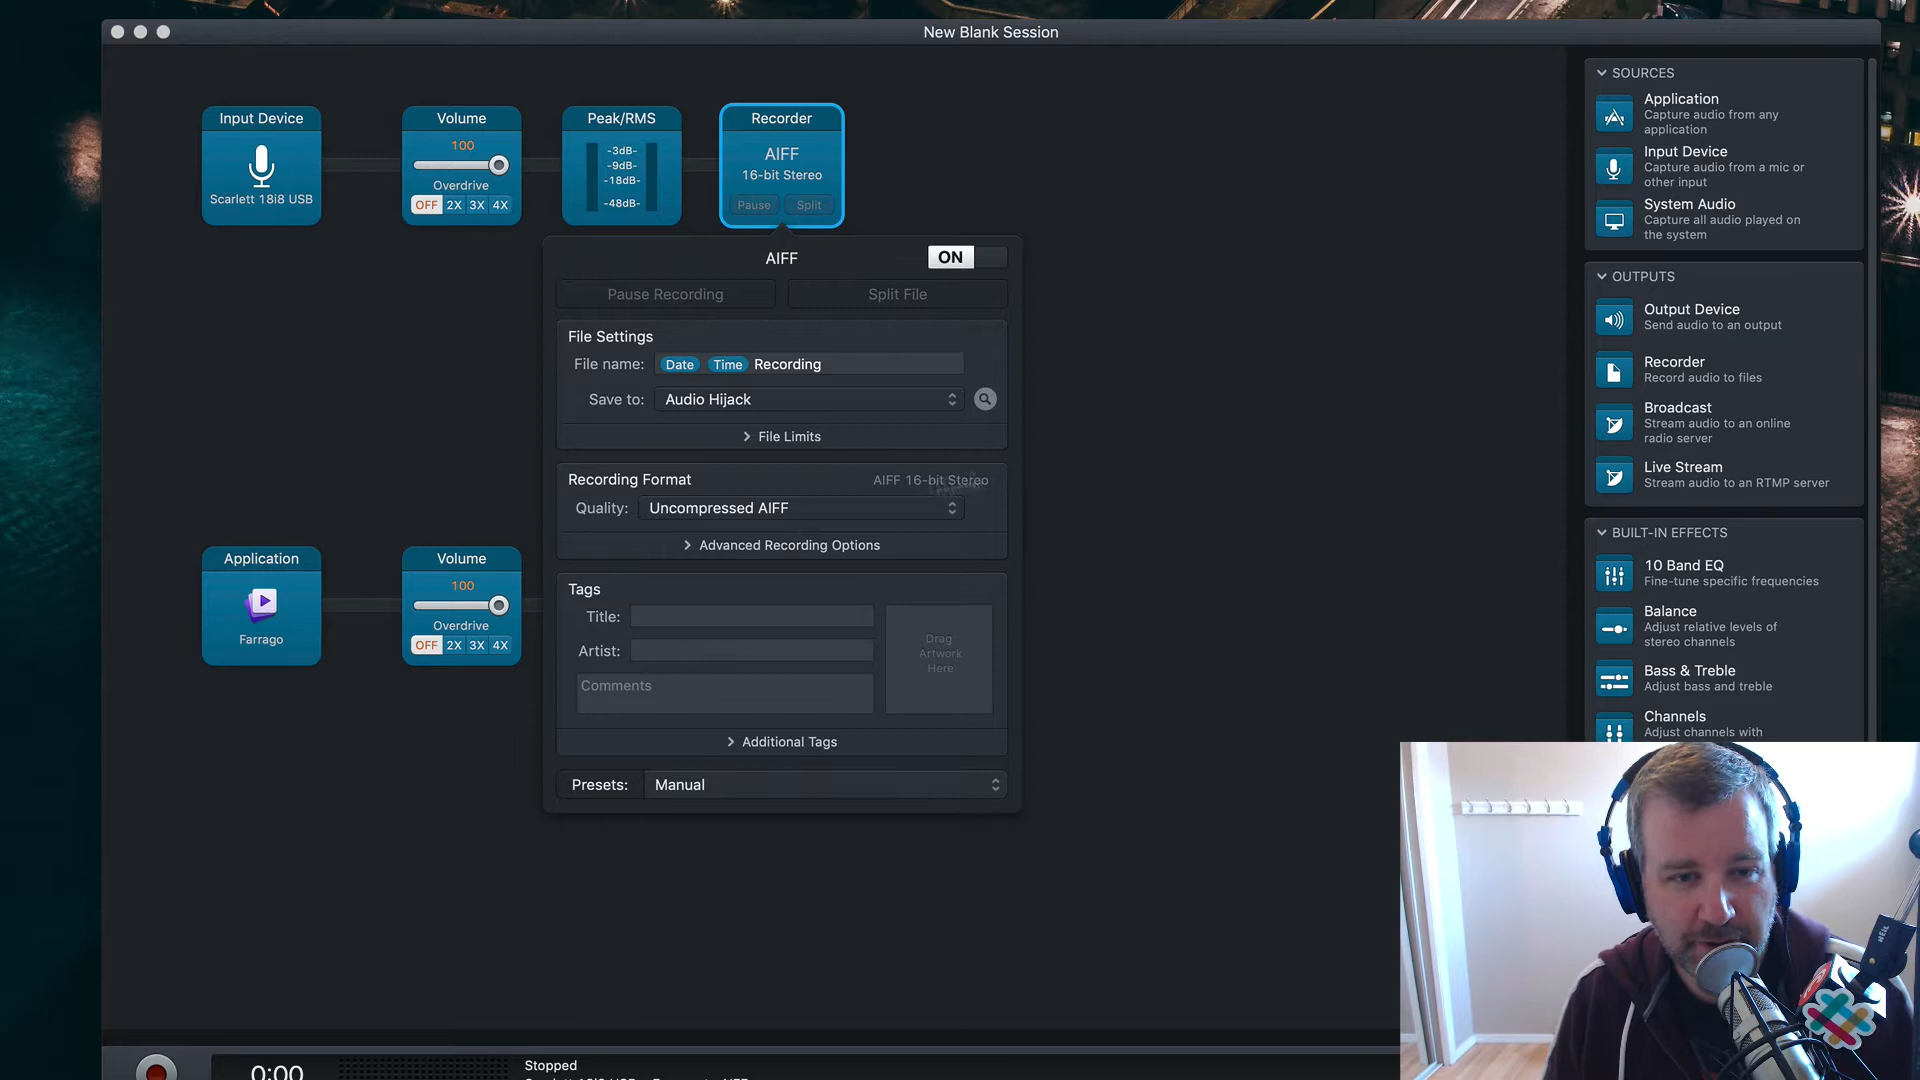 New Blank Session
Input Device
Scarlett 18i8 USB
Volume
100
Overdrive
OFF 2X 3X 4X
Peak/RMS
-3dB-
-9dB-
-18dB-
-48dB-
Recorder
AIFF
16-bit Stereo
Pause Split
AIFF
ON
Pause Recording
Split File
File Settings
File name: Date Time Recording
Save to: Audio Hijack
File Limits
Recording Format AIFF 16-bit Stereo
Quality: Uncompressed AIFF
Advanced Recording Options
Tags
Title:
Artist:
Comments
Drag
Artwork
Here
Additional Tags
Presets: Manual
Application
Farrago
Volume
100
Overdrive
OFF 2X 3X 4X
SOURCES
Application
Capture audio from any
application
Input Device
Capture audio from a mic or
other input
System Audio
Capture all audio played on
the system
OUTPUTS
Output Device
Send audio to an output
Recorder
Record audio to files
Broadcast
Stream audio to an online
radio server
Live Stream
Stream audio to an RTMP server
BUILT-IN EFFECTS
10 Band EQ
Fine-tune specific frequencies
Balance
Adjust relative levels of
stereo channels
Bass & Treble
Adjust bass and treble
Channels
Adjust channels with
0:00
Stopped